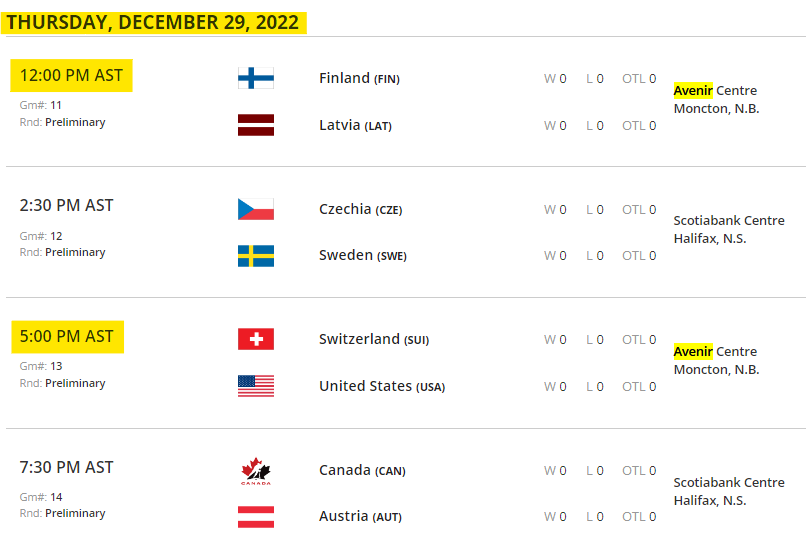 THURSDAY, DECEMBER 29, 2022
12:00 PM AST
Gm#: 11
Rnd: Preliminary
Finland (FIN) W 0 L 0 OTL 0
Latvia (LAT) W 0 L 0 OTL 0
Avenir Centre
Moncton, N.B.
2:30 PM AST
Gm#: 12
Rnd: Preliminary
Czechia (CZE) W 0 L 0 OTL 0
Sweden (SWE) W 0 L 0 OTL 0
Scotiabank Centre
Halifax, N.S.
5:00 PM AST
Gm#: 13
Rnd: Preliminary
Switzerland (SUI) W 0 L 0 OTL 0
United States (USA) W 0 L 0 OTL 0
Avenir Centre
Moncton, N.B.
7:30 PM AST
Gm#: 14
Rnd: Preliminary
CANADA
Canada (CAN) W 0 L 0 OTL 0
Austria (AUT) W 0 L 0 OTL 0
Scotiabank Centre
Halifax, N.S.